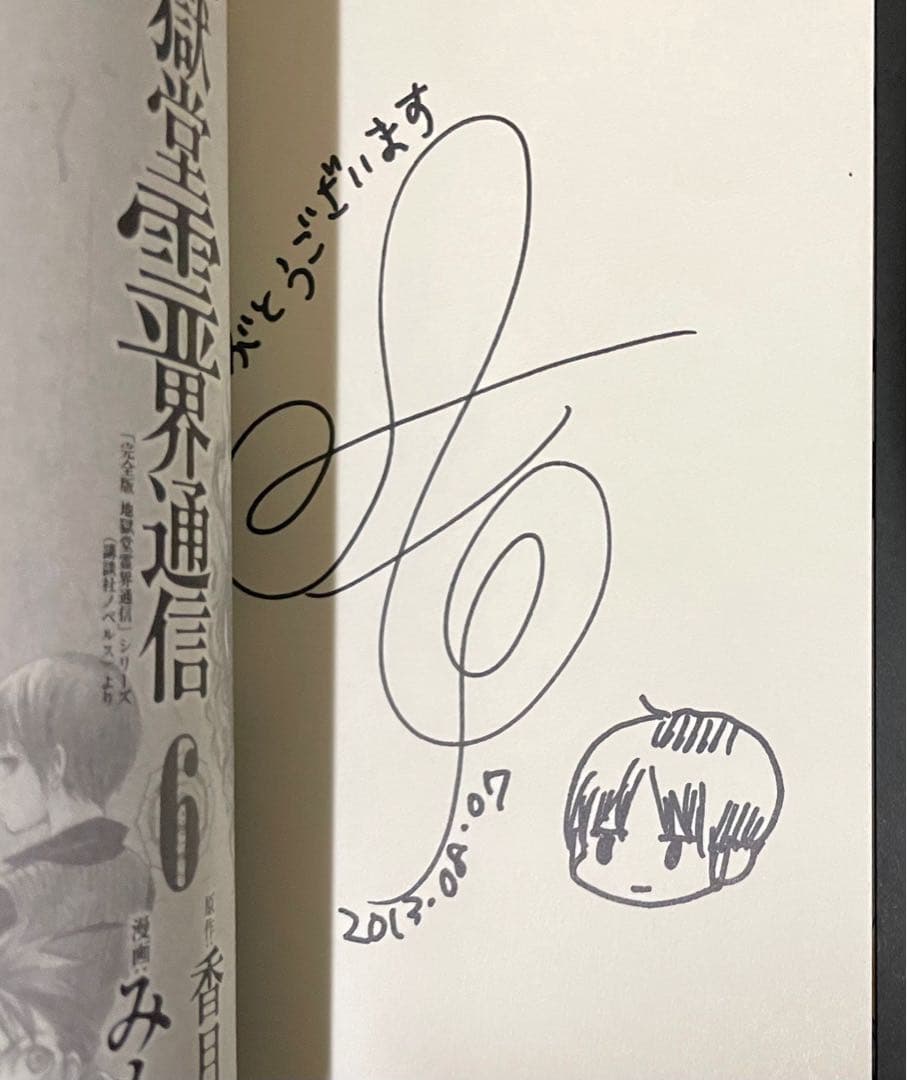 獄堂霊界通信
「完全版 地獄堂霊界通信」シリーズ
(講談社ノベルス)より
6
原作:香月
漫画:み
がとうございます
2013.08.07